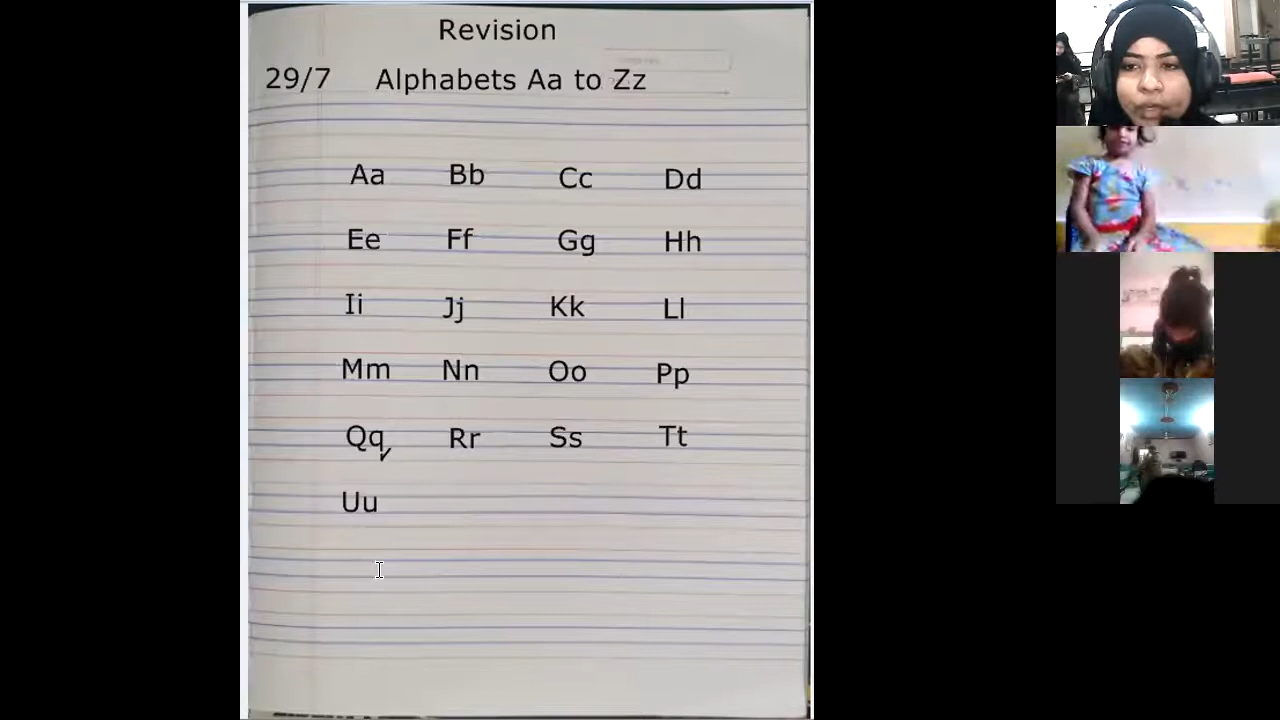 Revision
29/7 Alphabets Aa to Zz
Aa Bb Cc Dd
Ee Ff Gg Hh
Ii Jj Kk Ll
Mm Nn Oo Pp
Qq Rr Ss Tt
Uu